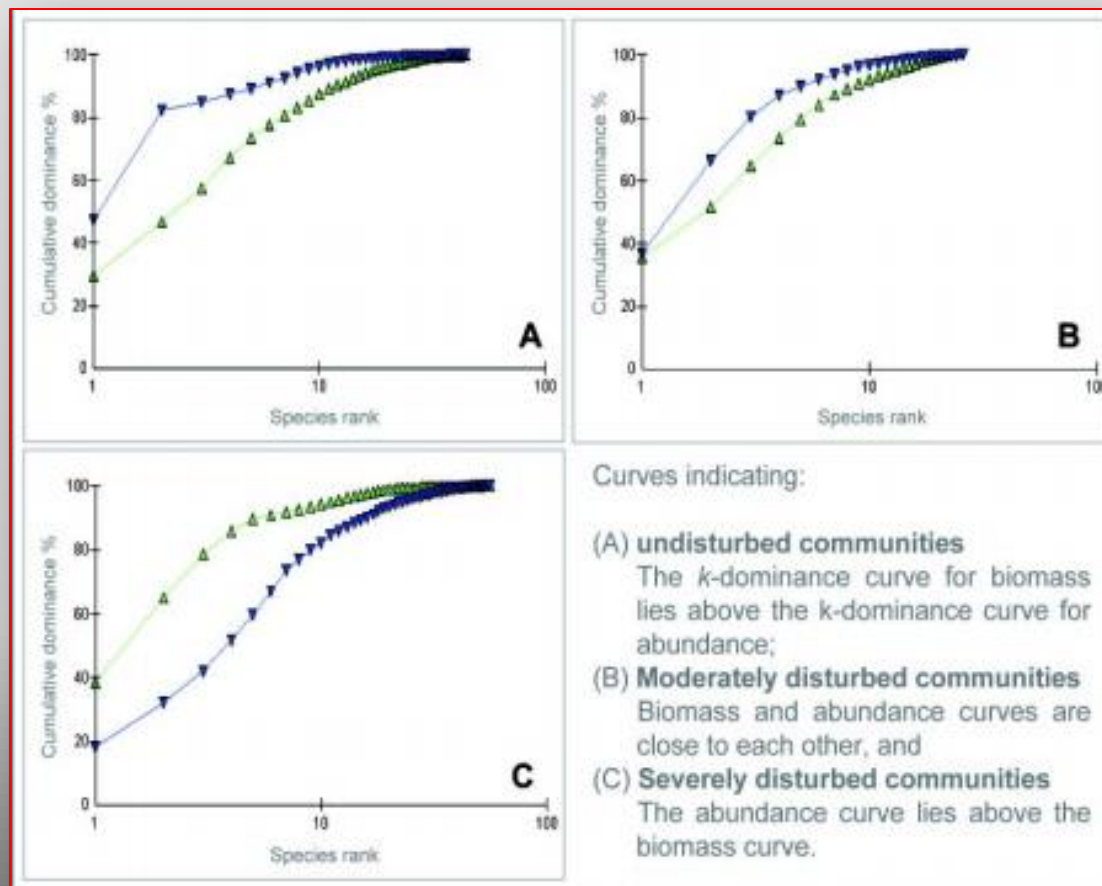 100
80
60
40
20
0
Cumulative dominance %
1
10
100
Species rank
A
100
80
60
40
20
0
Cumulative dominance %
1
10
100
Species rank
B
100
80
60
40
20
0
Cumulative dominance %
1
10
100
Species rank
C
Curves indicating:
(A) undisturbed communities
The k-dominance curve for biomass
lies above the k-dominance curve for
abundance;
(B) Moderately disturbed communities
Biomass and abundance curves are
close to each other, and
(C) Severely disturbed communities
The abundance curve lies above the
biomass curve.